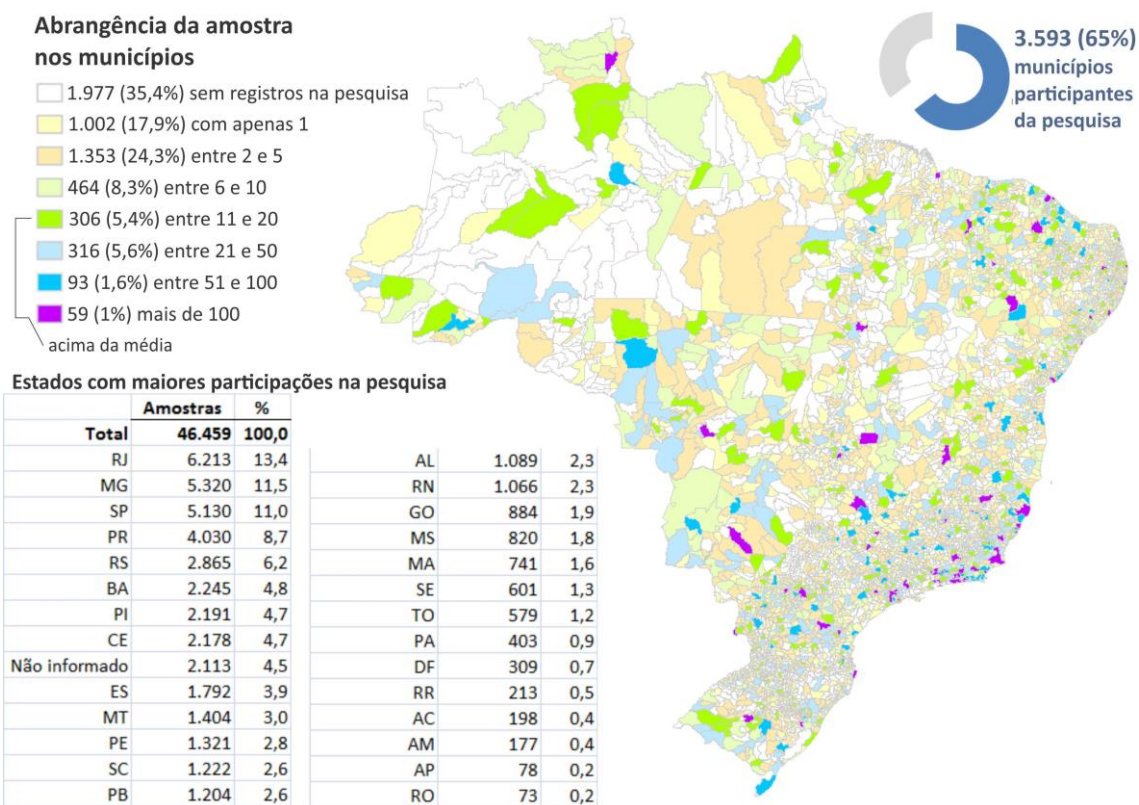 Abrangência da amostra
nos municípios
1.977 (35,4%) sem registros na pesquisa
1.002 (17,9%) com apenas 1
1.353 (24,3%) entre 2 e 5
464 (8,3%) entre 6 e 10
306 (5,4%) entre 11 e 20
316 (5,6%) entre 21 e 50
93 (1,6%) entre 51 e 100
59 (1%) mais de 100
acima da média
3.593 (65%)
municípios
participantes
da pesquisa
Estados com maiores participações na pesquisa
Amostras %
Total 46.459 100,0
RJ 6.213 13,4
MG 5.320 11,5
SP 5.130 11,0
PR 4.030 8,7
RS 2.865 6,2
BA 2.245 4,8
PI 2.191 4,7
CE 2.178 4,7
Não informado 2.113 4,5
ES 1.792 3,9
MT 1.404 3,0
PE 1.321 2,8
SC 1.222 2,6
PB 1.204 2,6
AL 1.089 2,3
RN 1.066 2,3
GO 884 1,9
MS 820 1,8
MA 741 1,6
SE 601 1,3
TO 579 1,2
PA 403 0,9
DF 309 0,7
RR 213 0,5
AC 198 0,4
AM 177 0,4
AP 78 0,2
RO 73 0,2